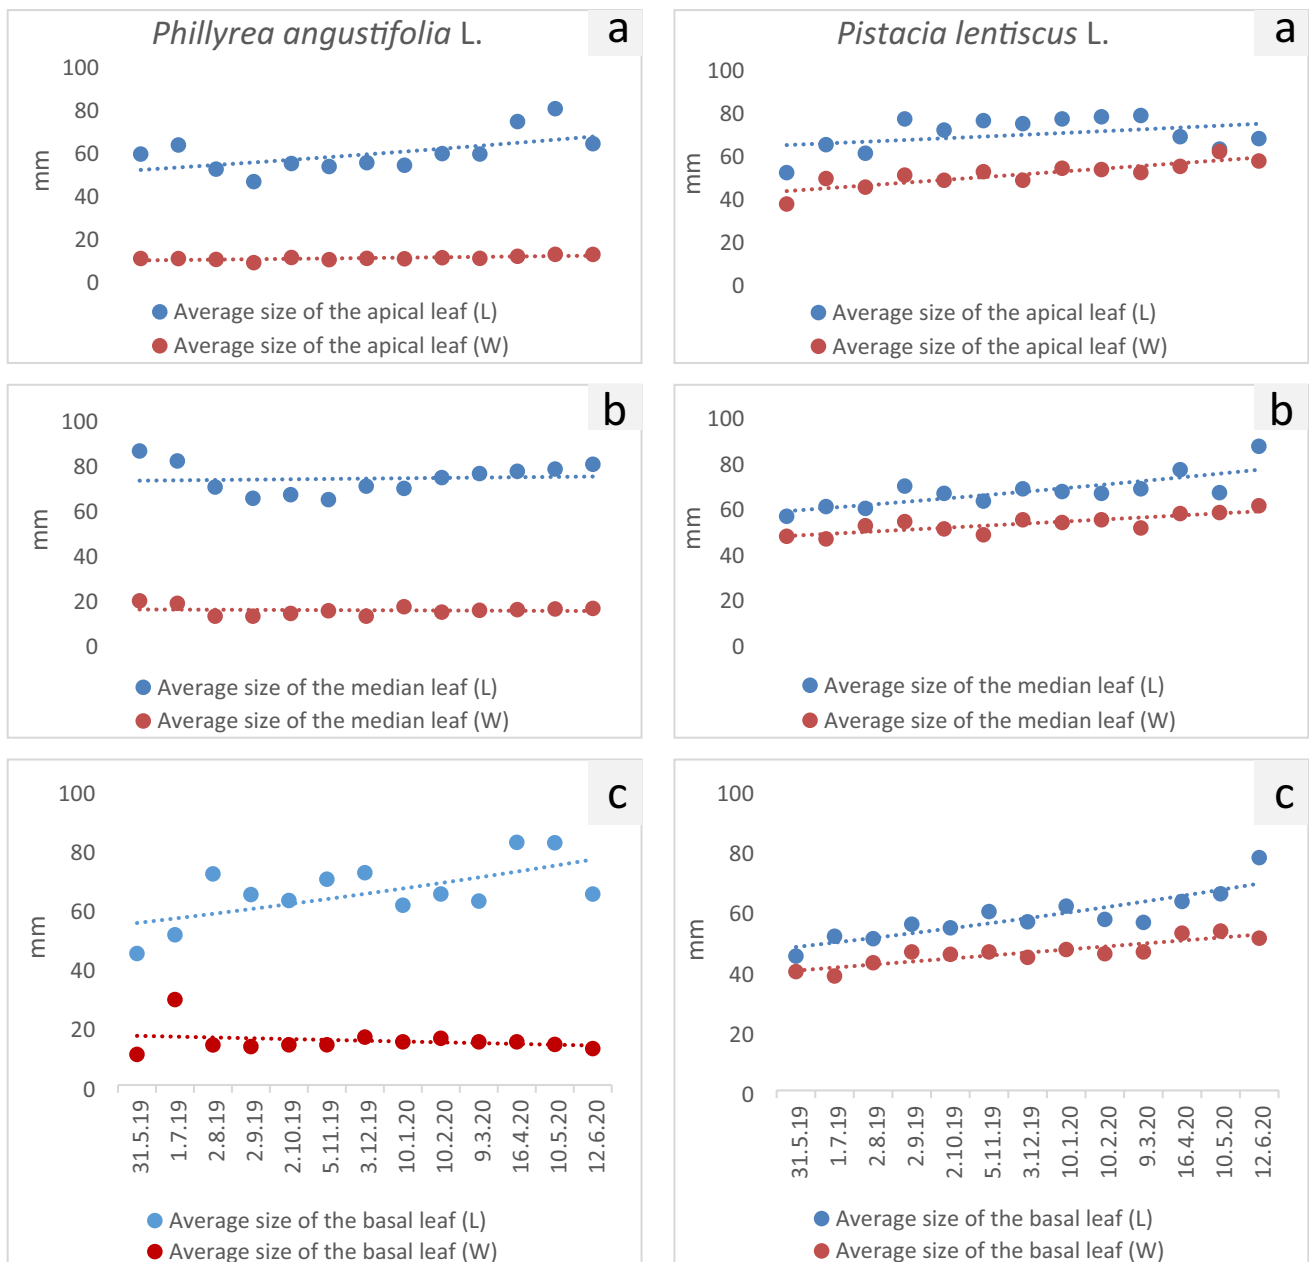 Phillyrea angustifolia L.
a
100
80
60
40
20
0
mm
Average size of the apical leaf (L)
Average size of the apical leaf (W)
Pistacia lentiscus L.
a
100
80
60
40
20
0
mm
Average size of the apical leaf (L)
Average size of the apical leaf (W)
b
100
80
60
40
20
0
mm
Average size of the median leaf (L)
Average size of the median leaf (W)
b
100
80
60
40
20
0
mm
Average size of the median leaf (L)
Average size of the median leaf (W)
c
100
80
60
40
20
0
mm
31.5.19
1.7.19
2.8.19
2.9.19
2.10.19
5.11.19
3.12.19
10.1.20
10.2.20
9.3.20
16.4.20
10.5.20
12.6.20
Average size of the basal leaf (L)
Average size of the basal leaf (W)
c
100
80
60
40
20
0
mm
31.5.19
1.7.19
2.8.19
2.9.19
2.10.19
5.11.19
3.12.19
10.1.20
10.2.20
9.3.20
16.4.20
10.5.20
12.6.20
Average size of the basal leaf (L)
Average size of the basal leaf (W)